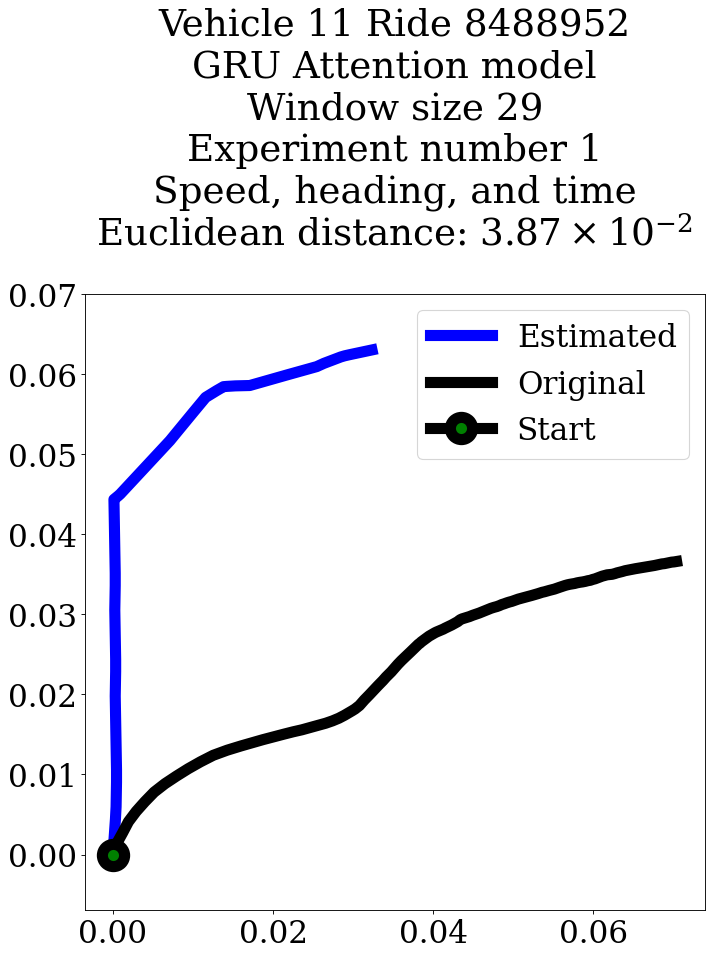 Vehicle 11 Ride 8488952
GRU Attention model
Window size 29
Experiment number 1
Speed, heading, and time
Euclidean distance: 3.87 × 10⁻²
0.07
0.06
0.05
0.04
0.03
0.02
0.01
0.00
Estimated
Original
Start
0.00 0.02 0.04 0.06